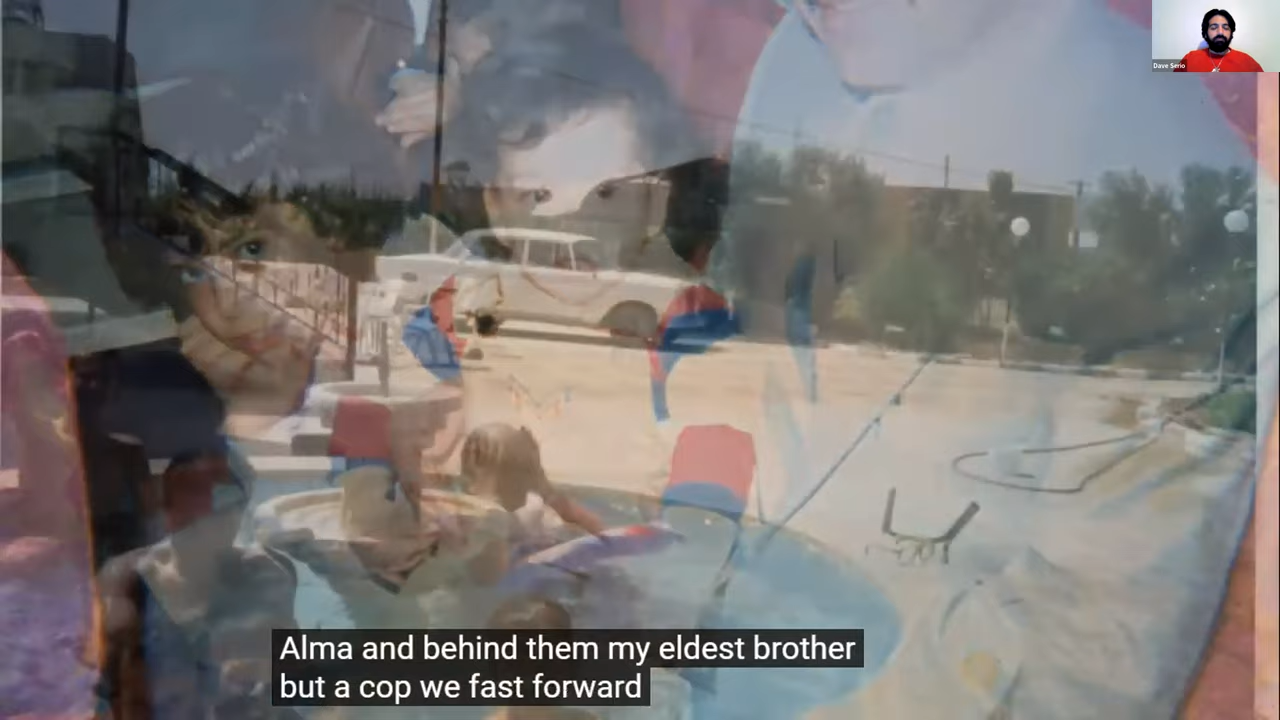 Dave Serio
Alma and behind them my eldest brother
but a cop we fast forward